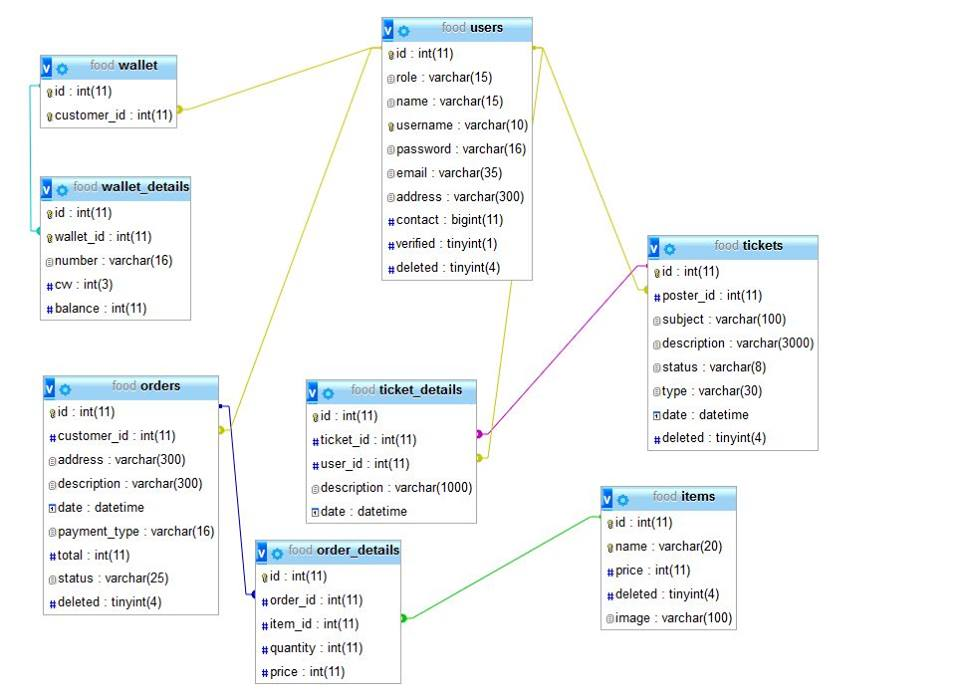 food users
id : int(11)
role : varchar(15)
name : varchar(15)
username : varchar(10)
password : varchar(16)
email : varchar(35)
address : varchar(300)
contact : bigint(11)
verified : tinyint(1)
deleted : tinyint(4)
food wallet
id : int(11)
customer_id : int(11)
food wallet_details
id : int(11)
wallet_id : int(11)
number : varchar(16)
cvv : int(3)
balance : int(11)
food tickets
id : int(11)
poster_id : int(11)
subject : varchar(100)
description : varchar(3000)
status : varchar(8)
type : varchar(30)
date : datetime
deleted : tinyint(4)
food orders
id : int(11)
customer_id : int(11)
address : varchar(300)
description : varchar(300)
date : datetime
payment_type : varchar(16)
total : int(11)
status : varchar(25)
deleted : tinyint(4)
food ticket_details
id : int(11)
ticket_id : int(11)
user_id : int(11)
description : varchar(1000)
date : datetime
food items
id : int(11)
name : varchar(20)
price : int(11)
deleted : tinyint(4)
image : varchar(100)
food order_details
id : int(11)
order_id : int(11)
item_id : int(11)
quantity : int(11)
price : int(11)